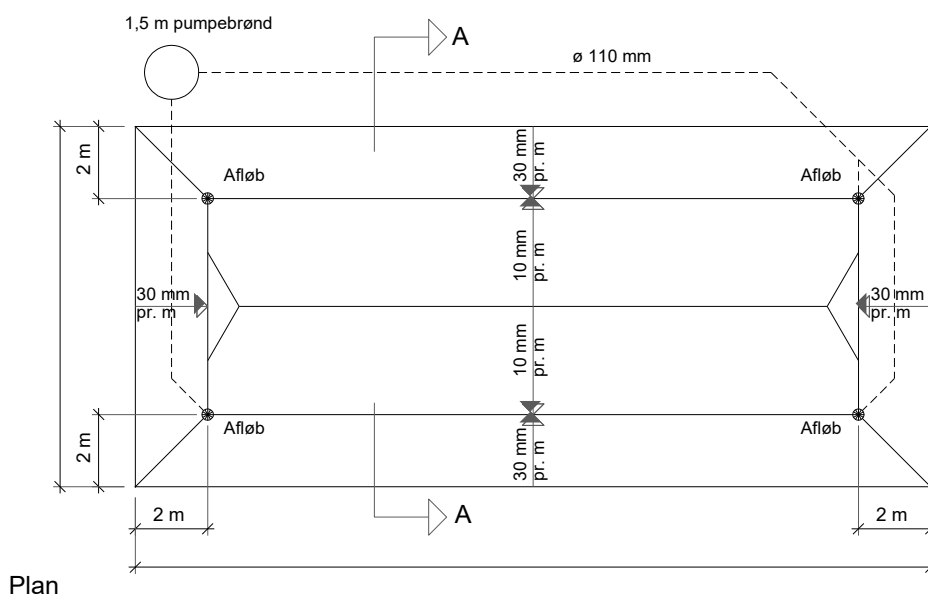 1,5 m pumpebrønd
A
ø 110 mm
2 m
30 mm
pr. m
Afløb
Afløb
10 mm
pr. m
30 mm
pr. m
30 mm
pr. m
10 mm
pr. m
2 m
Afløb
Afløb
30 mm
pr. m
2 m
A
2 m
Plan